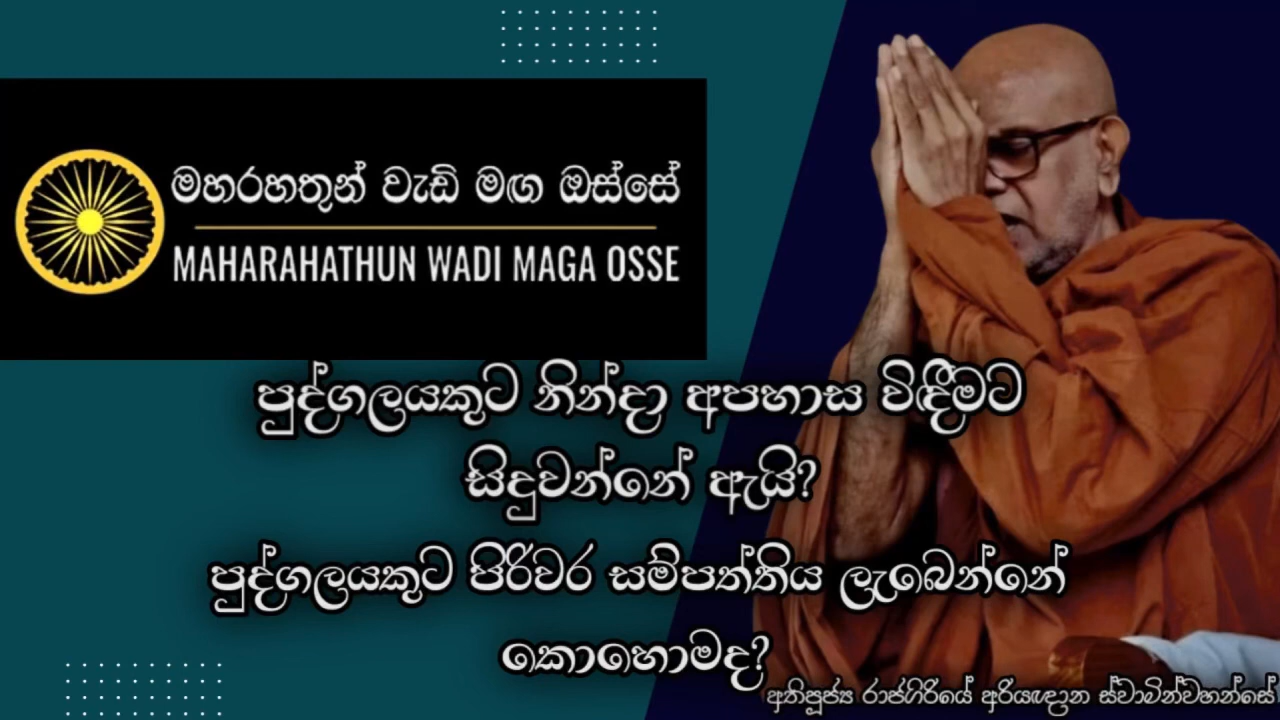 මහරහතුන් වැඩි මඟ ඔස්සේ
MAHARAHATHUN WADI MAGA OSSE
පුද්ගලයකුට නින්දා අපහාස විඳීමට
සිදුවන්නේ ඇයි?
පුද්ගලයකුට පිරිවර සම්පත්තිය ලැබෙන්නේ
කොහොමද?
අතිපූජ්‍ය රාජ්ගිරියේ අරියඥාන ස්වාමින්වහන්සේ